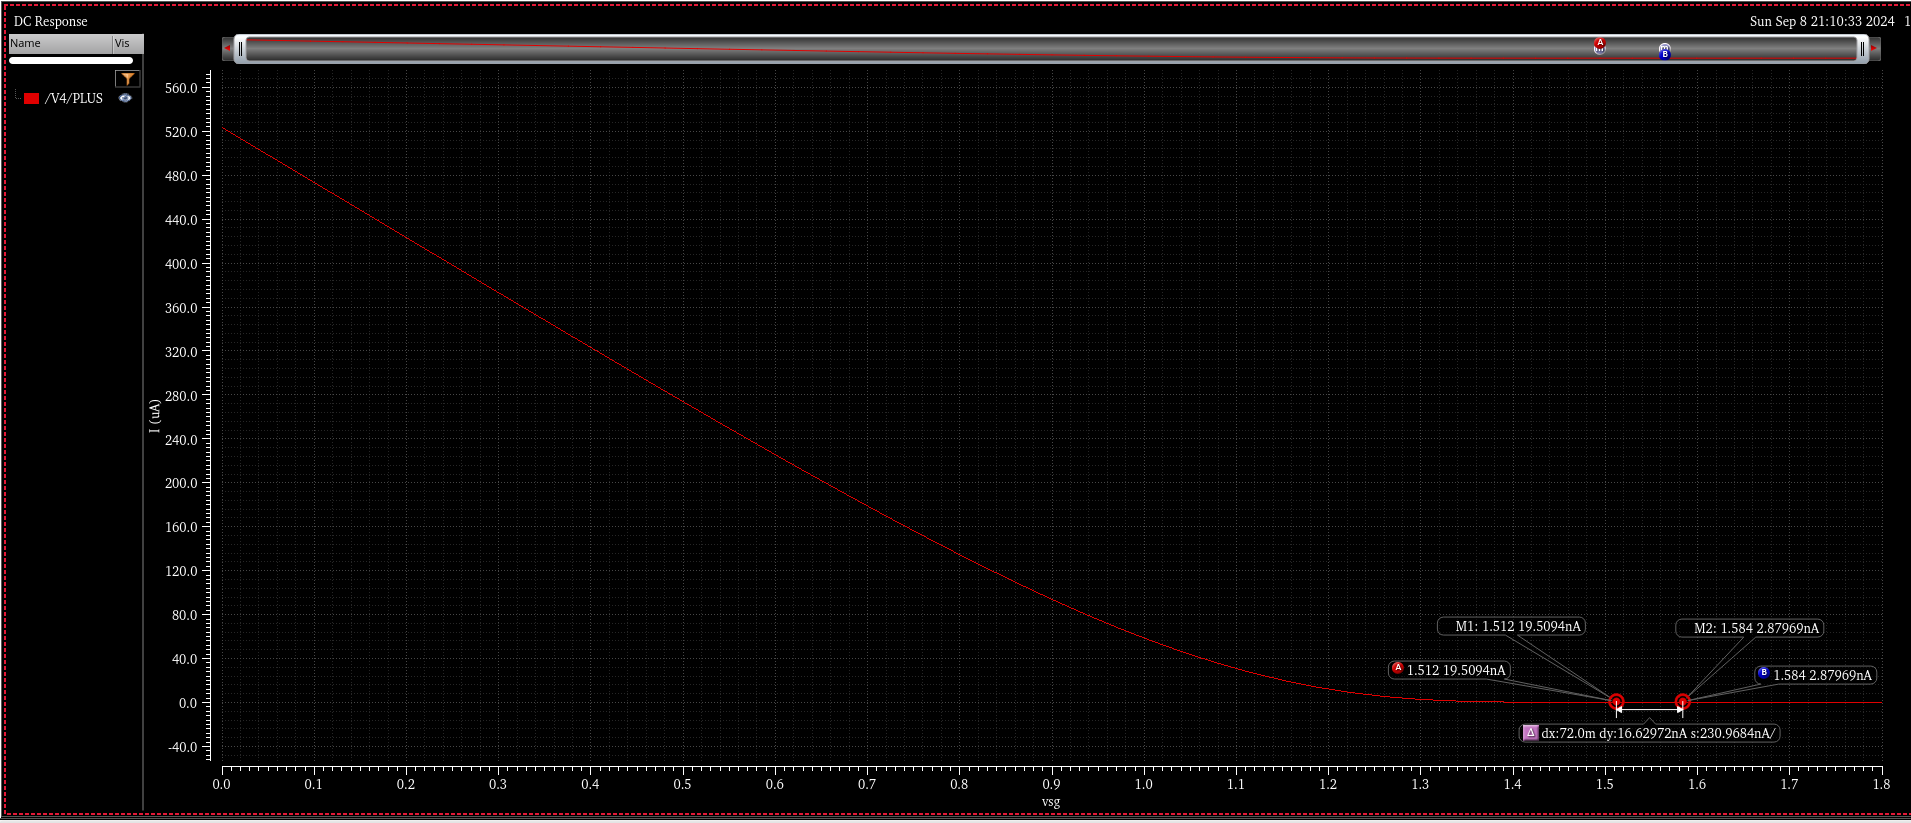 DC Response
Sun Sep 8 21:10:33 2024 1
Name Vis
/V4/PLUS
A
B
560.0
520.0
480.0
440.0
400.0
360.0
320.0
280.0
240.0
200.0
160.0
120.0
80.0
40.0
0.0
-40.0
I (uA)
M1: 1.512 19.5094nA
M2: 1.584 2.87969nA
A 1.512 19.5094nA
B 1.584 2.87969nA
Δ dx:72.0m dy:16.62972nA s:230.9684nA/
0.0 0.1 0.2 0.3 0.4 0.5 0.6 0.7 0.8 0.9 1.0 1.1 1.2 1.3 1.4 1.5 1.6 1.7 1.8
vsg